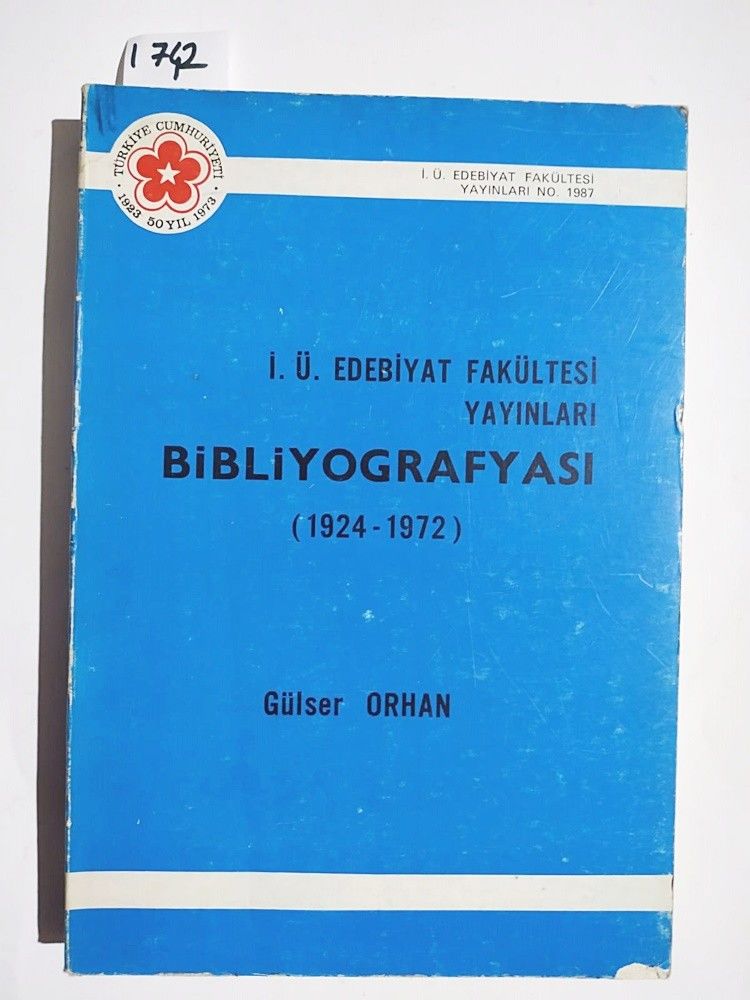 1742
TÜRKİYE CUMHURİYETİ
1923 50 YIL 1973
İ. Ü. EDEBİYAT FAKÜLTESİ
YAYINLARI NO. 1987
İ. Ü. EDEBİYAT FAKÜLTESİ
YAYINLARI
BİBLİYOGRAFYASI
(1924-1972)
Gülser ORHAN